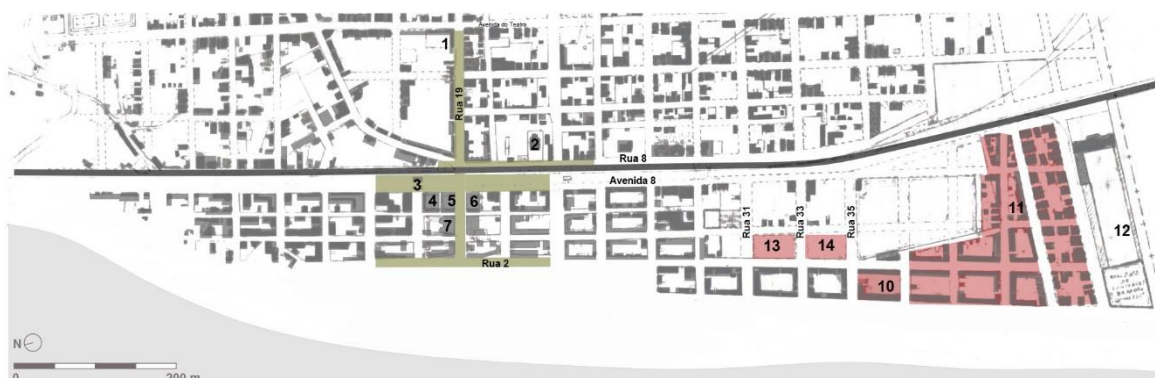 Avenida do Teatro
1
Rua 19
2
Rua 8
3
Avenida 8
4 5 6
7
Rua 2
Rua 31
Rua 33
Rua 35
13 14
10
11
12
N
0 200 m